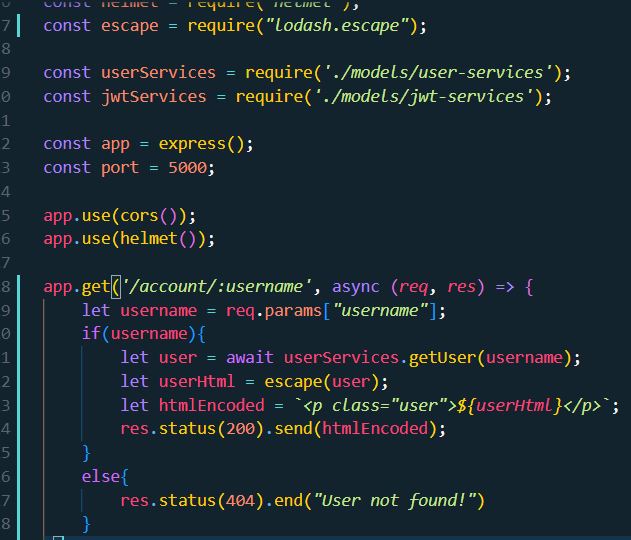 const helmet = require('helmet');
7 const escape = require("lodash.escape");
8
9 const userServices = require('./models/user-services');
0 const jwtServices = require('./models/jwt-services');
1
2 const app = express();
3 const port = 5000;
4
5 app.use(cors());
6 app.use(helmet());
7
8 app.get('/account/:username', async (req, res) => {
9 let username = req.params["username"];
0 if(username){
1 let user = await userServices.getUser(username);
2 let userHtml = escape(user);
3 let htmlEncoded = `<p class="user">${userHtml}</p>`;
4 res.status(200).send(htmlEncoded);
5 }
6 else{
7 res.status(404).end("User not found!")
8 }